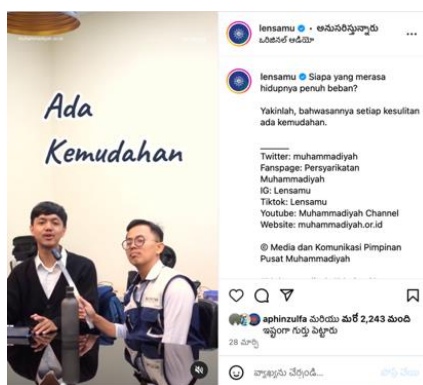 Ada
Kemudahan
lensamu • అనుసరిస్తున్నారు
ఒరిజినల్ ఆడియో
lensamu Siapa yang merasa
hidupnya penuh beban?
Yakinlah, bahwasannya setiap kesulitan
ada kemudahan.
Twitter: muhammadiyah
Fanspage: Persyarikatan
Muhammadiyah
IG: Lensamu
Tiktok: Lensamu
Youtube: Muhammadiyah Channel
Website: muhammadiyah.or.id
© Media dan Komunikasi Pimpinan
Pusat Muhammadiyah
aphinzulfa మరియు మరో 2,243 మంది
ఇష్టంగా గుర్తు పెట్టారు
28 మార్చి
వ్యాఖ్యను చేర్చండి...
పోస్ట్ చేయి